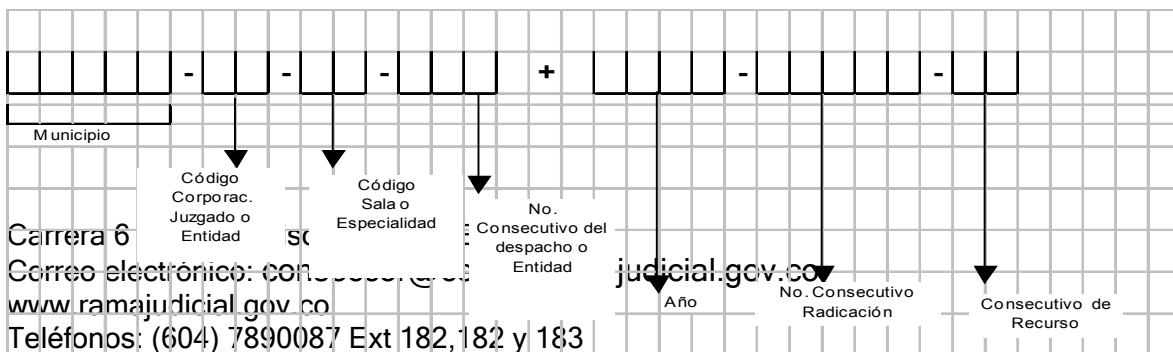 - - - + - -
Municipio
Código
Corporac.
Juzgado o
Entidad
Código
Sala o
Especialidad
No.
Consecutivo del
despacho o
Entidad
Año
No. Consecutivo
Radicación
Consecutivo de
Recurso
Carrera 6
Correo electrónico: judicial.gov.co
www.ramajudicial.gov.co
Teléfonos: (604) 7890087 Ext 182,182 y 183